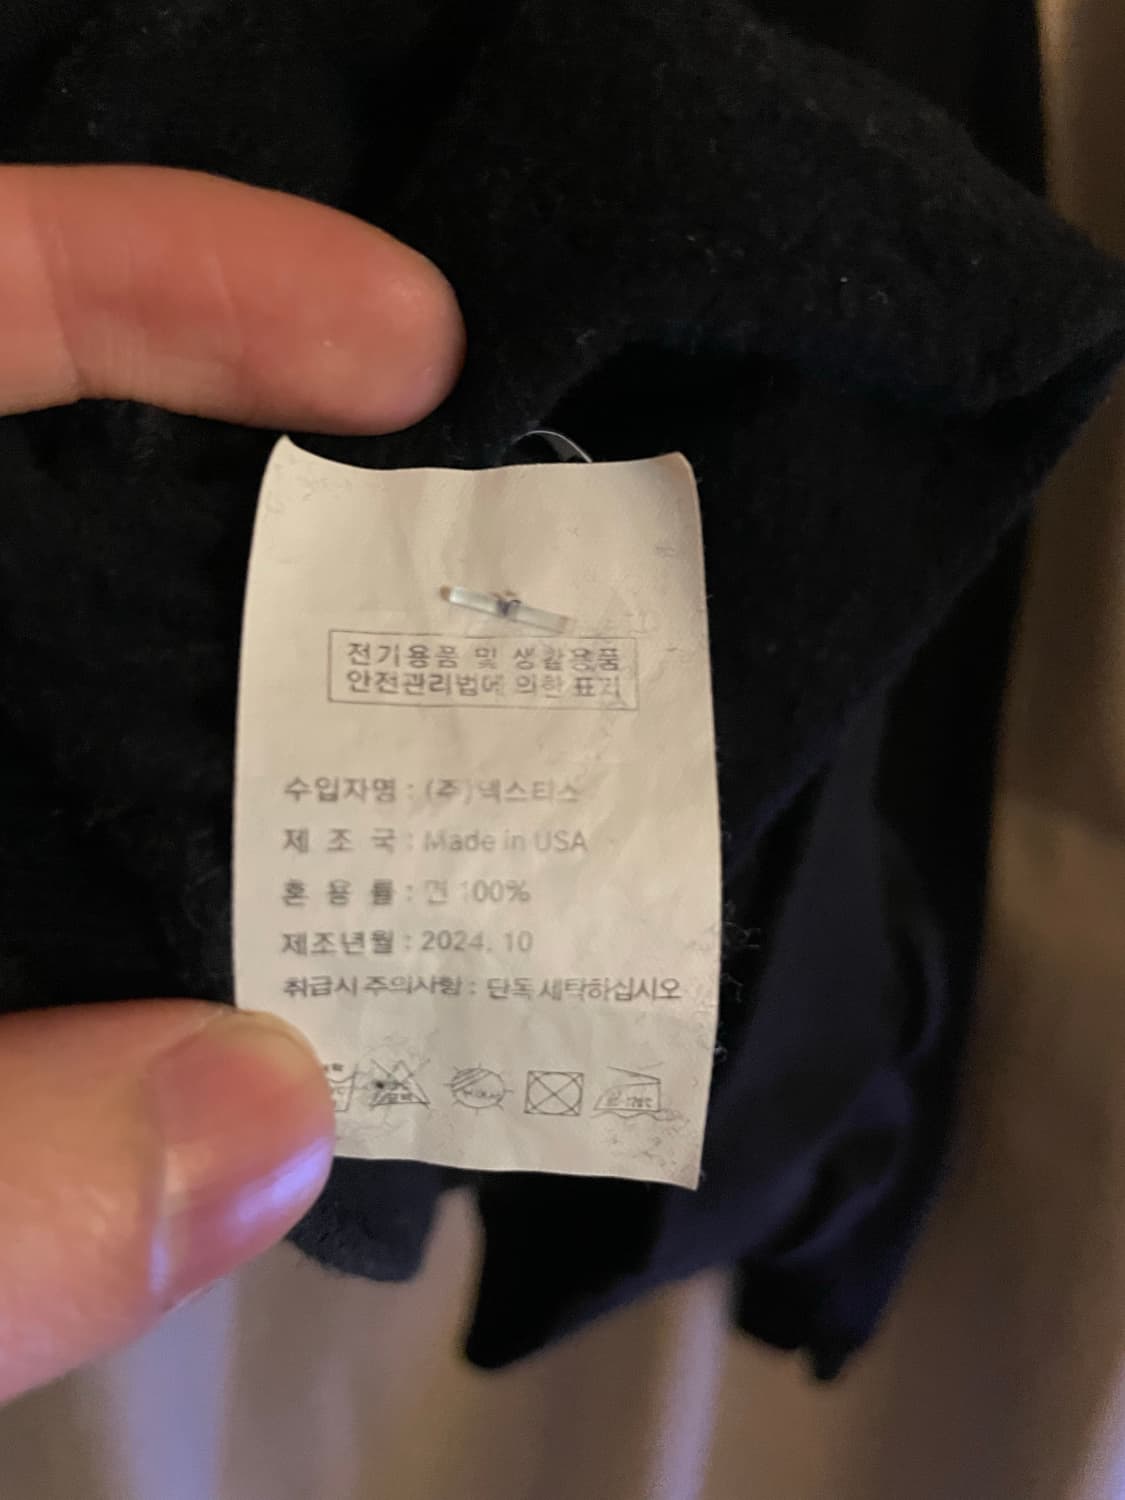 전기용품 및 생활용품
안전관리법에 의한 표기
수입자명 : (주)넥스티스
제 조 국 : Made in USA
혼 용 률 : 면 100%
제조년월 : 2024. 10
취급시 주의사항 : 단독 세탁하십시오